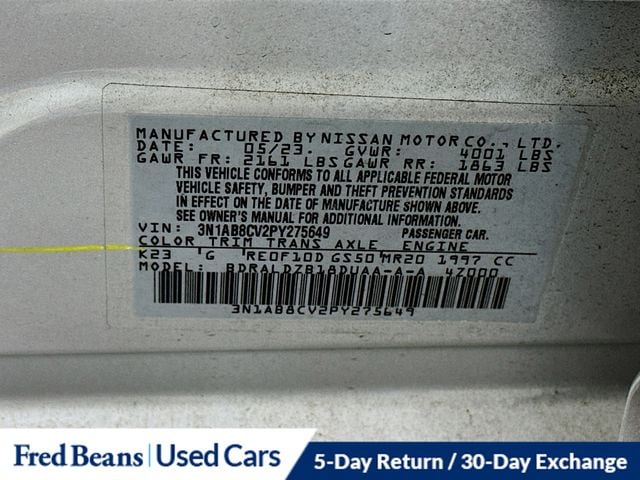 MANUFACTURED BY NISSAN MOTOR CO., LTD.
DATE: 05/23. GVWR: 4001 LBS
GAWR FR: 2161 LBS GAWR RR: 1863 LBS
THIS VEHICLE CONFORMS TO ALL APPLICABLE FEDERAL MOTOR
VEHICLE SAFETY, BUMPER AND THEFT PREVENTION STANDARDS
IN EFFECT ON THE DATE OF MANUFACTURE SHOWN ABOVE.
SEE OWNER'S MANUAL FOR ADDITIONAL INFORMATION.
VIN: 3N1AB8CV2PY275649 PASSENGER CAR.
COLOR TRIM TRANS AXLE ENGINE
K23 G RE0F10D GS50 MR20 1997 CC
BDRALDZB18DUAA-A-A 4Z000
3N1AB8CV2PY275649
Fred Beans | Used Cars 5-Day Return / 30-Day Exchange